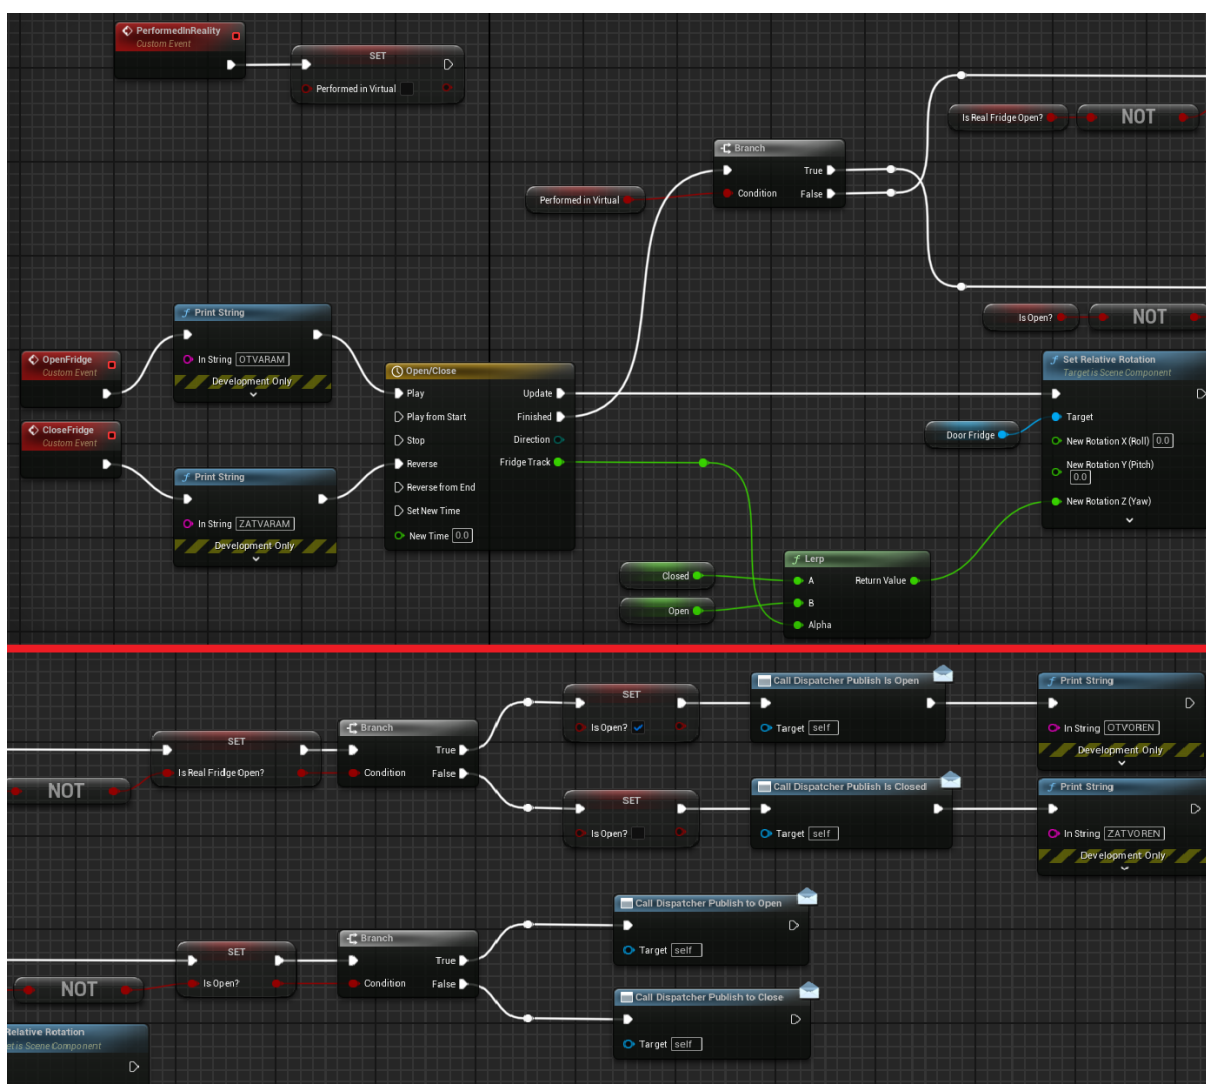 PerformedInReality
Custom Event
SET
Performed in Virtual
Is Real Fridge Open?
NOT
Branch
True
Performed in Virtual
Condition
False
Print String
In String OTVARAM
Development Only
Is Open?
NOT
OpenFridge
Custom Event
Open/Close
Play
Update
Play from Start
Finished
Stop
Direction
Reverse
Fridge Track
Reverse from End
Set New Time
New Time 0.0
Set Relative Rotation
Target is Scene Component
Target
Door Fridge
New Rotation X (Roll) 0.0
New Rotation Y (Pitch)
0.0
New Rotation Z (Yaw)
CloseFridge
Custom Event
Print String
In String ZATVARAM
Development Only
Lerp
Closed
A
Return Value
Open
B
Alpha
SET
Is Real Fridge Open?
NOT
Branch
True
Condition
False
SET
Is Open?
Call Dispatcher Publish Is Open
Target self
Print String
In String OTVOREN
Development Only
SET
Is Open?
Call Dispatcher Publish Is Closed
Target self
Print String
In String ZATVOREN
Development Only
SET
Is Open?
NOT
Branch
True
Condition
False
Call Dispatcher Publish to Open
Target self
Call Dispatcher Publish to Close
Target self
Relative Rotation
et is Scene Component